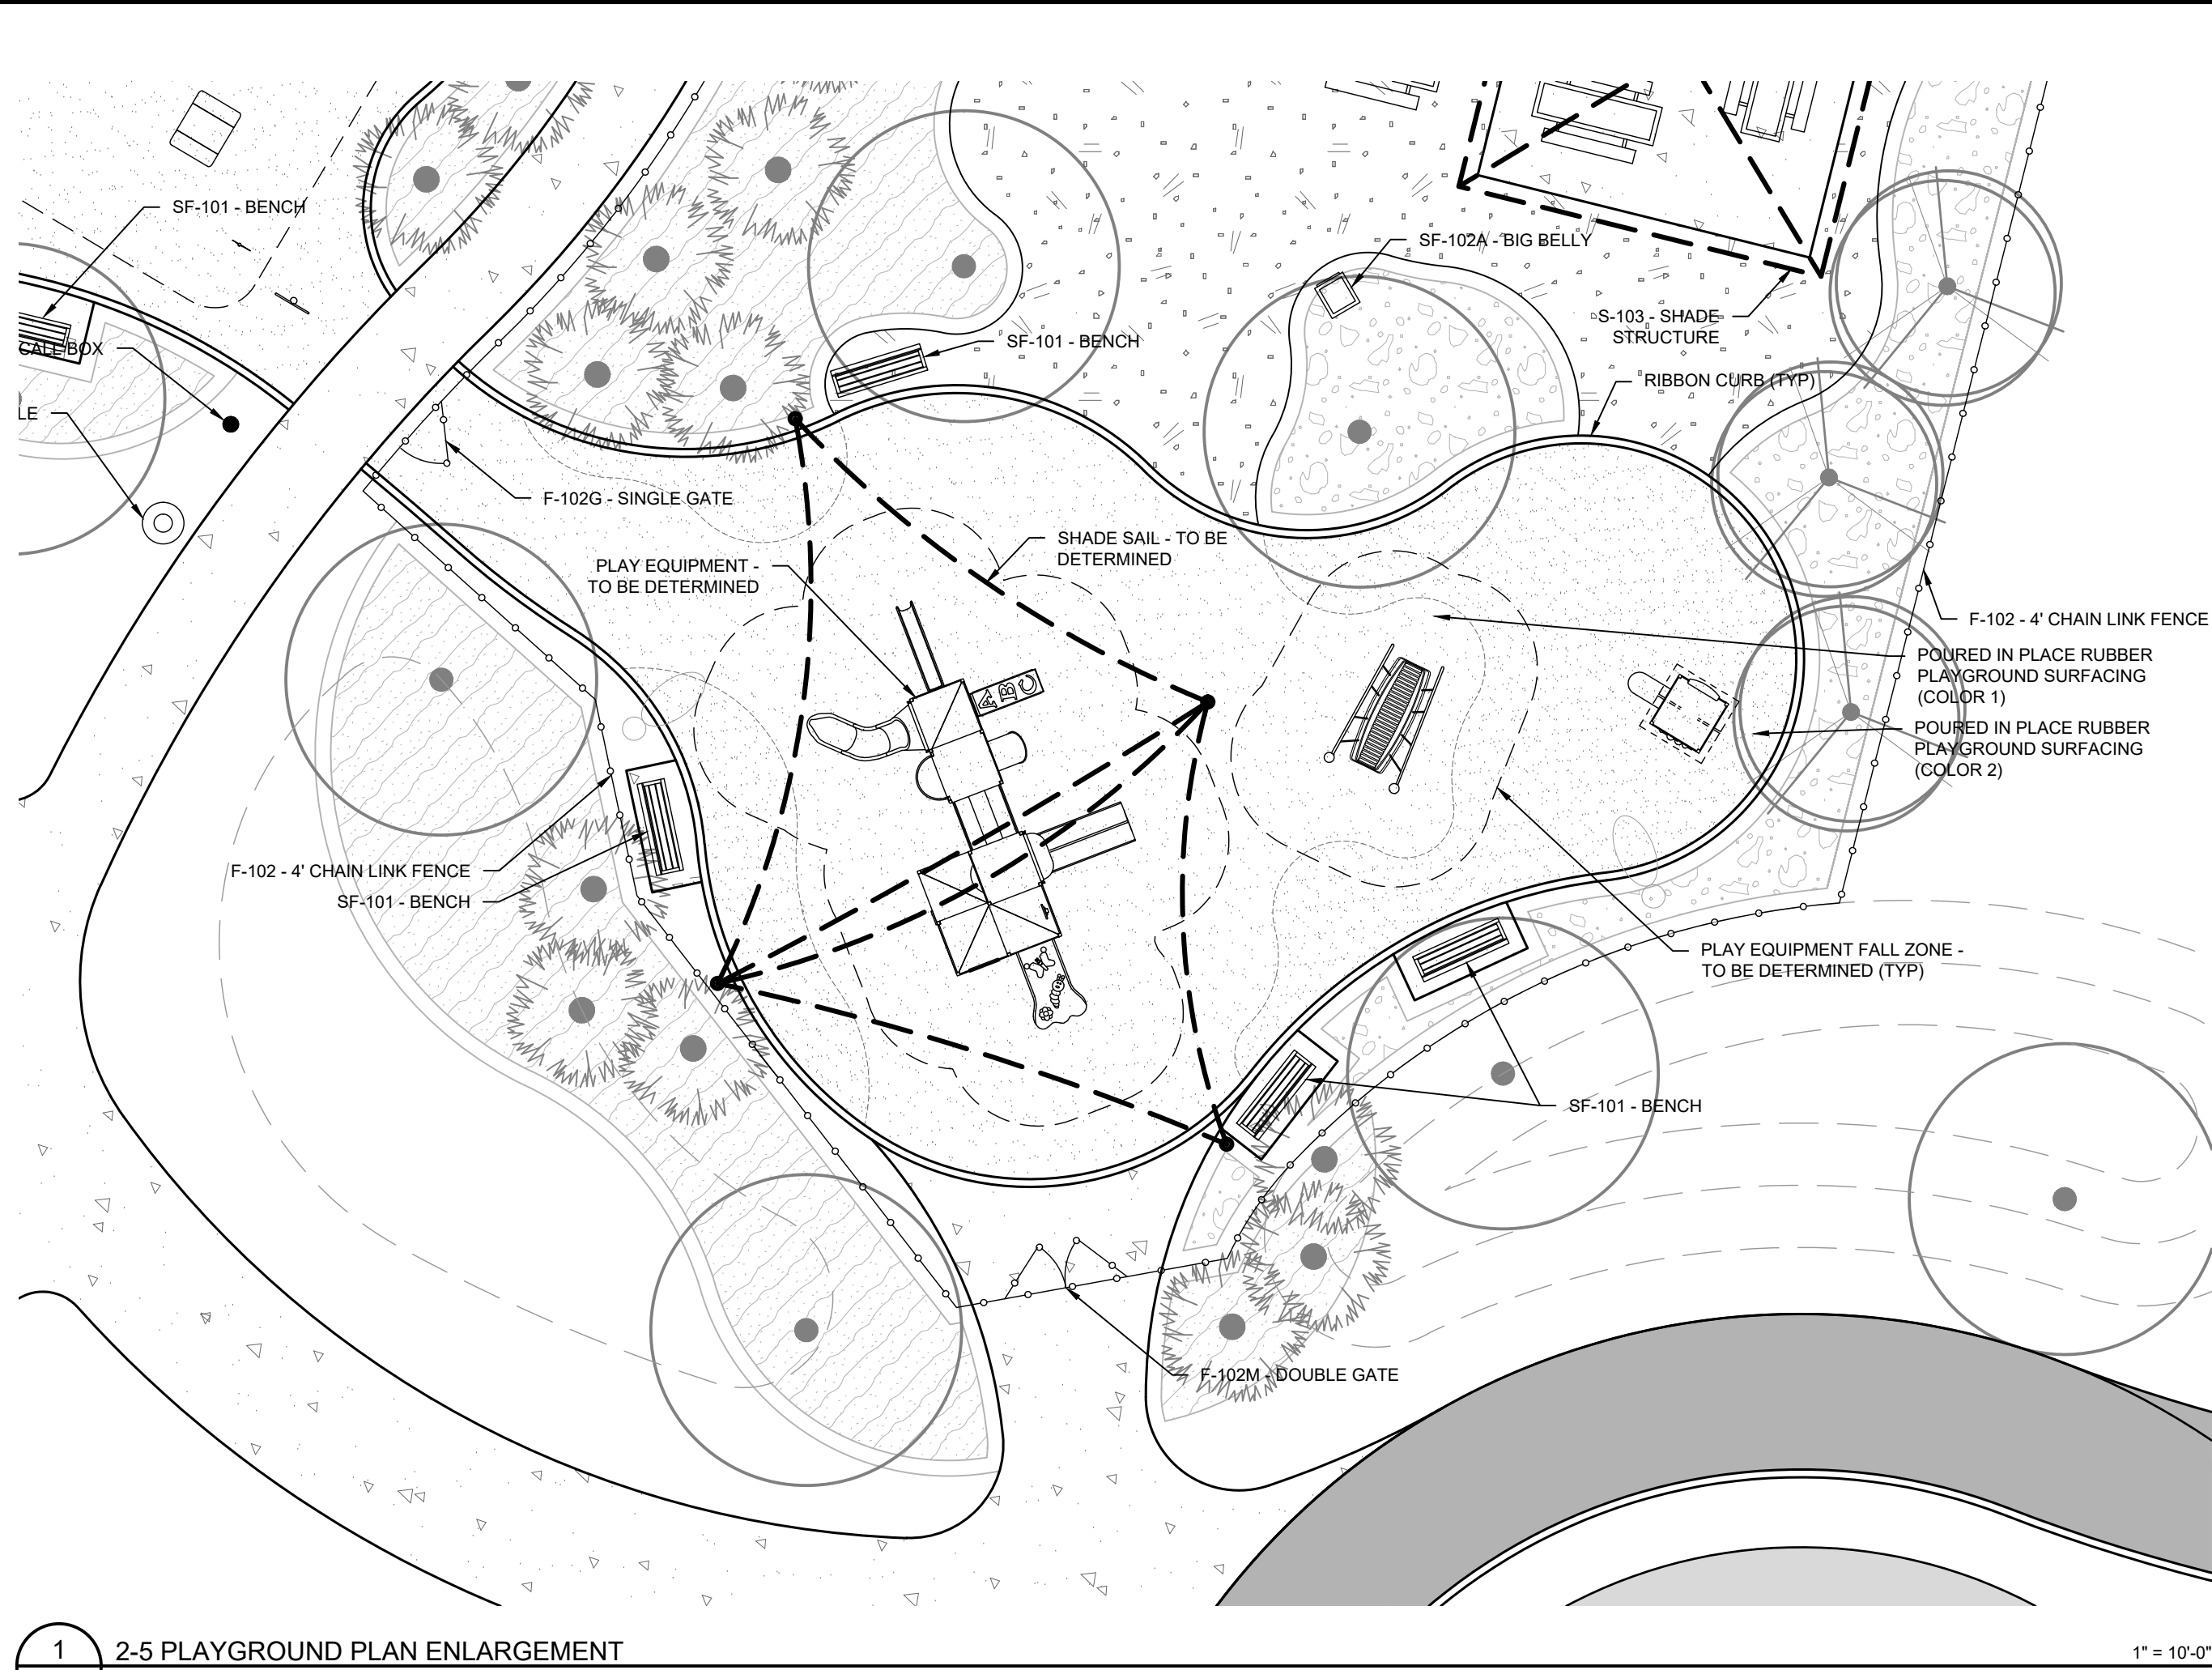 SF-101 - BENCH
CALL BOX
LE
SF-102A - BIG BELLY
S-103 - SHADE
STRUCTURE
SF-101 - BENCH
RIBBON CURB (TYP)
F-102G - SINGLE GATE
SHADE SAIL - TO BE
DETERMINED
PLAY EQUIPMENT -
TO BE DETERMINED
F-102 - 4' CHAIN LINK FENCE
POURED IN PLACE RUBBER
PLAYGROUND SURFACING
(COLOR 1)
POURED IN PLACE RUBBER
PLAYGROUND SURFACING
(COLOR 2)
ABC
F-102 - 4' CHAIN LINK FENCE
SF-101 - BENCH
PLAY EQUIPMENT FALL ZONE -
TO BE DETERMINED (TYP)
SF-101 - BENCH
F-102M - DOUBLE GATE
1
2-5 PLAYGROUND PLAN ENLARGEMENT
1" = 10'-0"